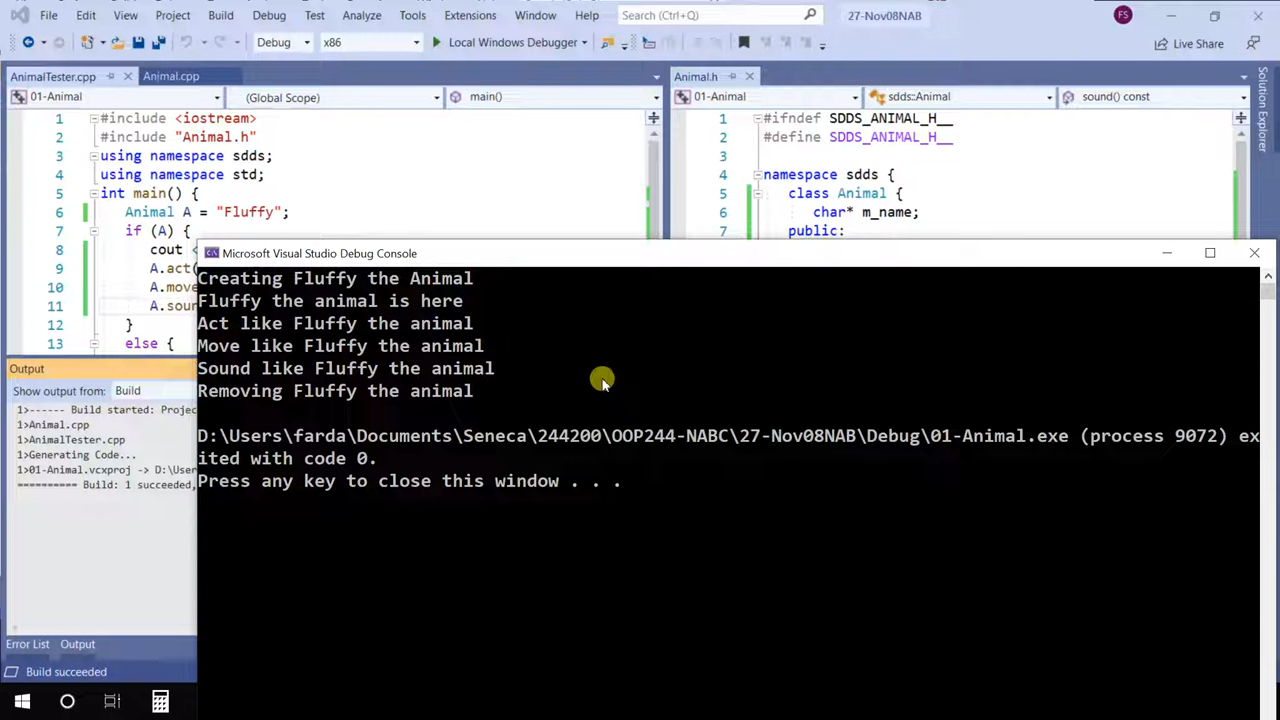 File Edit View Project Build Debug Test Analyze Tools Extensions Window Help Search (Ctrl+Q) 27-Nov08NAB FS
Debug x86 Local Windows Debugger Live Share
AnimalTester.cpp Animal.cpp
01-Animal (Global Scope) main()
1 #include <iostream>
2 #include "Animal.h"
3 using namespace sdds;
4 using namespace std;
5 int main() {
6 Animal A = "Fluffy";
7 if (A) {
8 cout <
9 A.act(
10 A.move
11 A.soun
12 }
13 else {
Animal.h
01-Animal sdds::Animal sound() const
1 #ifndef SDDS_ANIMAL_H__
2 #define SDDS_ANIMAL_H__
3
4 namespace sdds {
5 class Animal {
6 char* m_name;
7 public:
Solution Explorer
Microsoft Visual Studio Debug Console
Creating Fluffy the Animal
Fluffy the animal is here
Act like Fluffy the animal
Move like Fluffy the animal
Sound like Fluffy the animal
Removing Fluffy the animal
D:\Users\farda\Documents\Seneca\244200\OOP244-NABC\27-Nov08NAB\Debug\01-Animal.exe (process 9072) ex
ited with code 0.
Press any key to close this window . . .
Output
Show output from: Build
1>------ Build started: Projec
1>Animal.cpp
1>AnimalTester.cpp
1>Generating Code...
1>01-Animal.vcxproj -> D:\User
========== Build: 1 succeeded,
Error List Output
Build succeeded